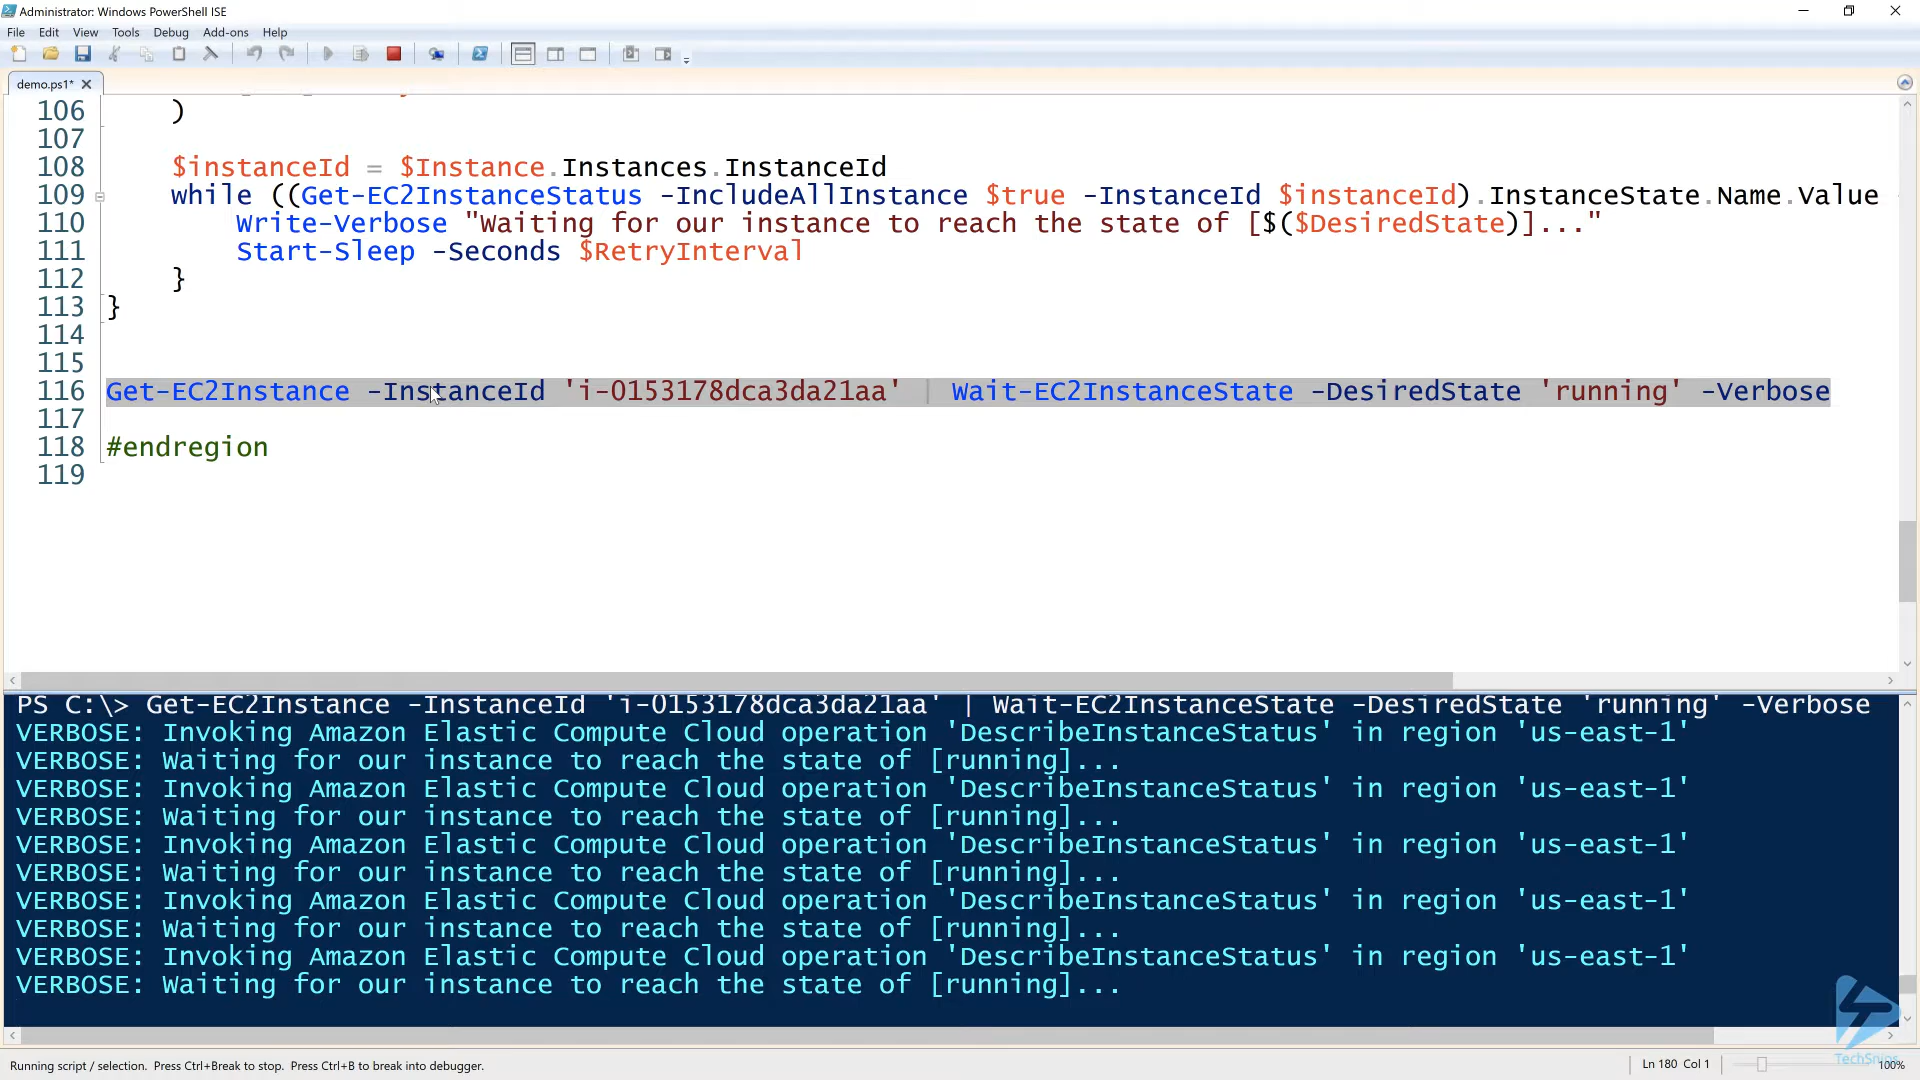 Administrator: Windows PowerShell ISE
File Edit View Tools Debug Add-ons Help
demo.ps1*
106 )
107
108 $instanceId = $Instance.Instances.InstanceId
109 while ((Get-EC2InstanceStatus -IncludeAllInstance $true -InstanceId $instanceId).InstanceState.Name.Value
110 Write-Verbose "Waiting for our instance to reach the state of [$($DesiredState)]..."
111 Start-Sleep -Seconds $RetryInterval
112 }
113 }
114
115
116 Get-EC2Instance -InstanceId 'i-0153178dca3da21aa' | Wait-EC2InstanceState -DesiredState 'running' -Verbose
117
118 #endregion
119
PS C:\> Get-EC2Instance -InstanceId 'i-0153178dca3da21aa' | Wait-EC2InstanceState -DesiredState 'running' -Verbose
VERBOSE: Invoking Amazon Elastic Compute Cloud operation 'DescribeInstanceStatus' in region 'us-east-1'
VERBOSE: Waiting for our instance to reach the state of [running]...
VERBOSE: Invoking Amazon Elastic Compute Cloud operation 'DescribeInstanceStatus' in region 'us-east-1'
VERBOSE: Waiting for our instance to reach the state of [running]...
VERBOSE: Invoking Amazon Elastic Compute Cloud operation 'DescribeInstanceStatus' in region 'us-east-1'
VERBOSE: Waiting for our instance to reach the state of [running]...
VERBOSE: Invoking Amazon Elastic Compute Cloud operation 'DescribeInstanceStatus' in region 'us-east-1'
VERBOSE: Waiting for our instance to reach the state of [running]...
VERBOSE: Invoking Amazon Elastic Compute Cloud operation 'DescribeInstanceStatus' in region 'us-east-1'
VERBOSE: Waiting for our instance to reach the state of [running]...
TechSnips
Running script / selection. Press Ctrl+Break to stop. Press Ctrl+B to break into debugger.
Ln 180 Col 1
100%